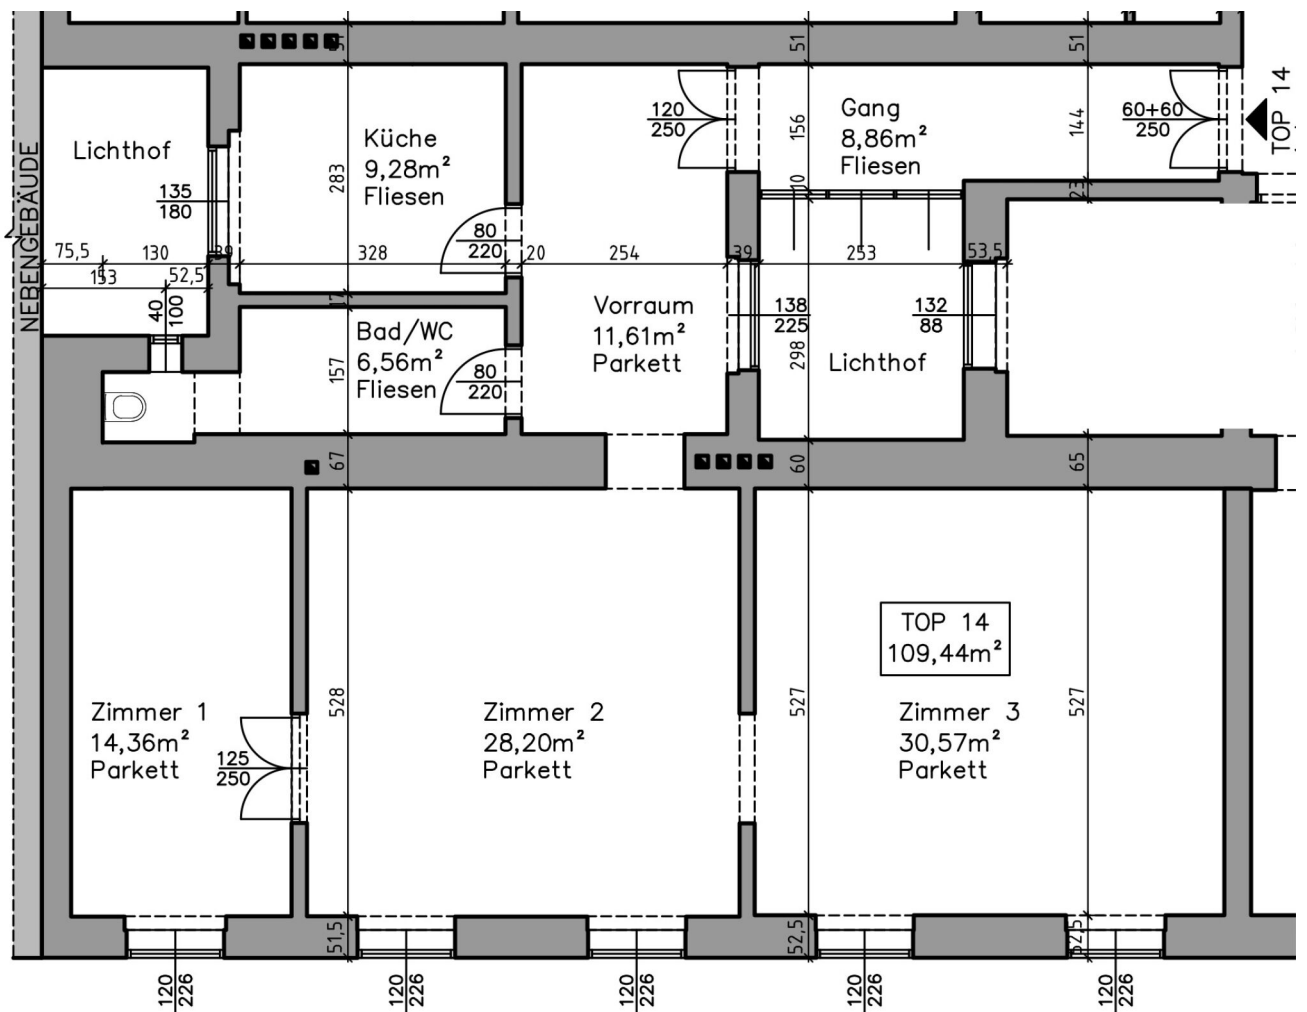 51
51
51
TOP 14
Lichthof
135
180
Küche
9,28m²
Fliesen
283
120
250
Gang
8,86m²
Fliesen
156
10
144
60+60
250
23
NEBENGEBÄUDE
80
220
75,5
130
39
328
20
254
39
253
53,5
153
52,5
40
100
17
Bad/WC
6,56m²
Fliesen
157
80
220
Vorraum
11,61m²
Parkett
138
225
298
132
88
Lichthof
67
60
65
TOP 14
109,44m²
Zimmer 1
14,36m²
Parkett
125
250
528
Zimmer 2
28,20m²
Parkett
527
Zimmer 3
30,57m²
Parkett
527
51,5
52,5
52,5
120
226
120
226
120
226
120
226
120
226